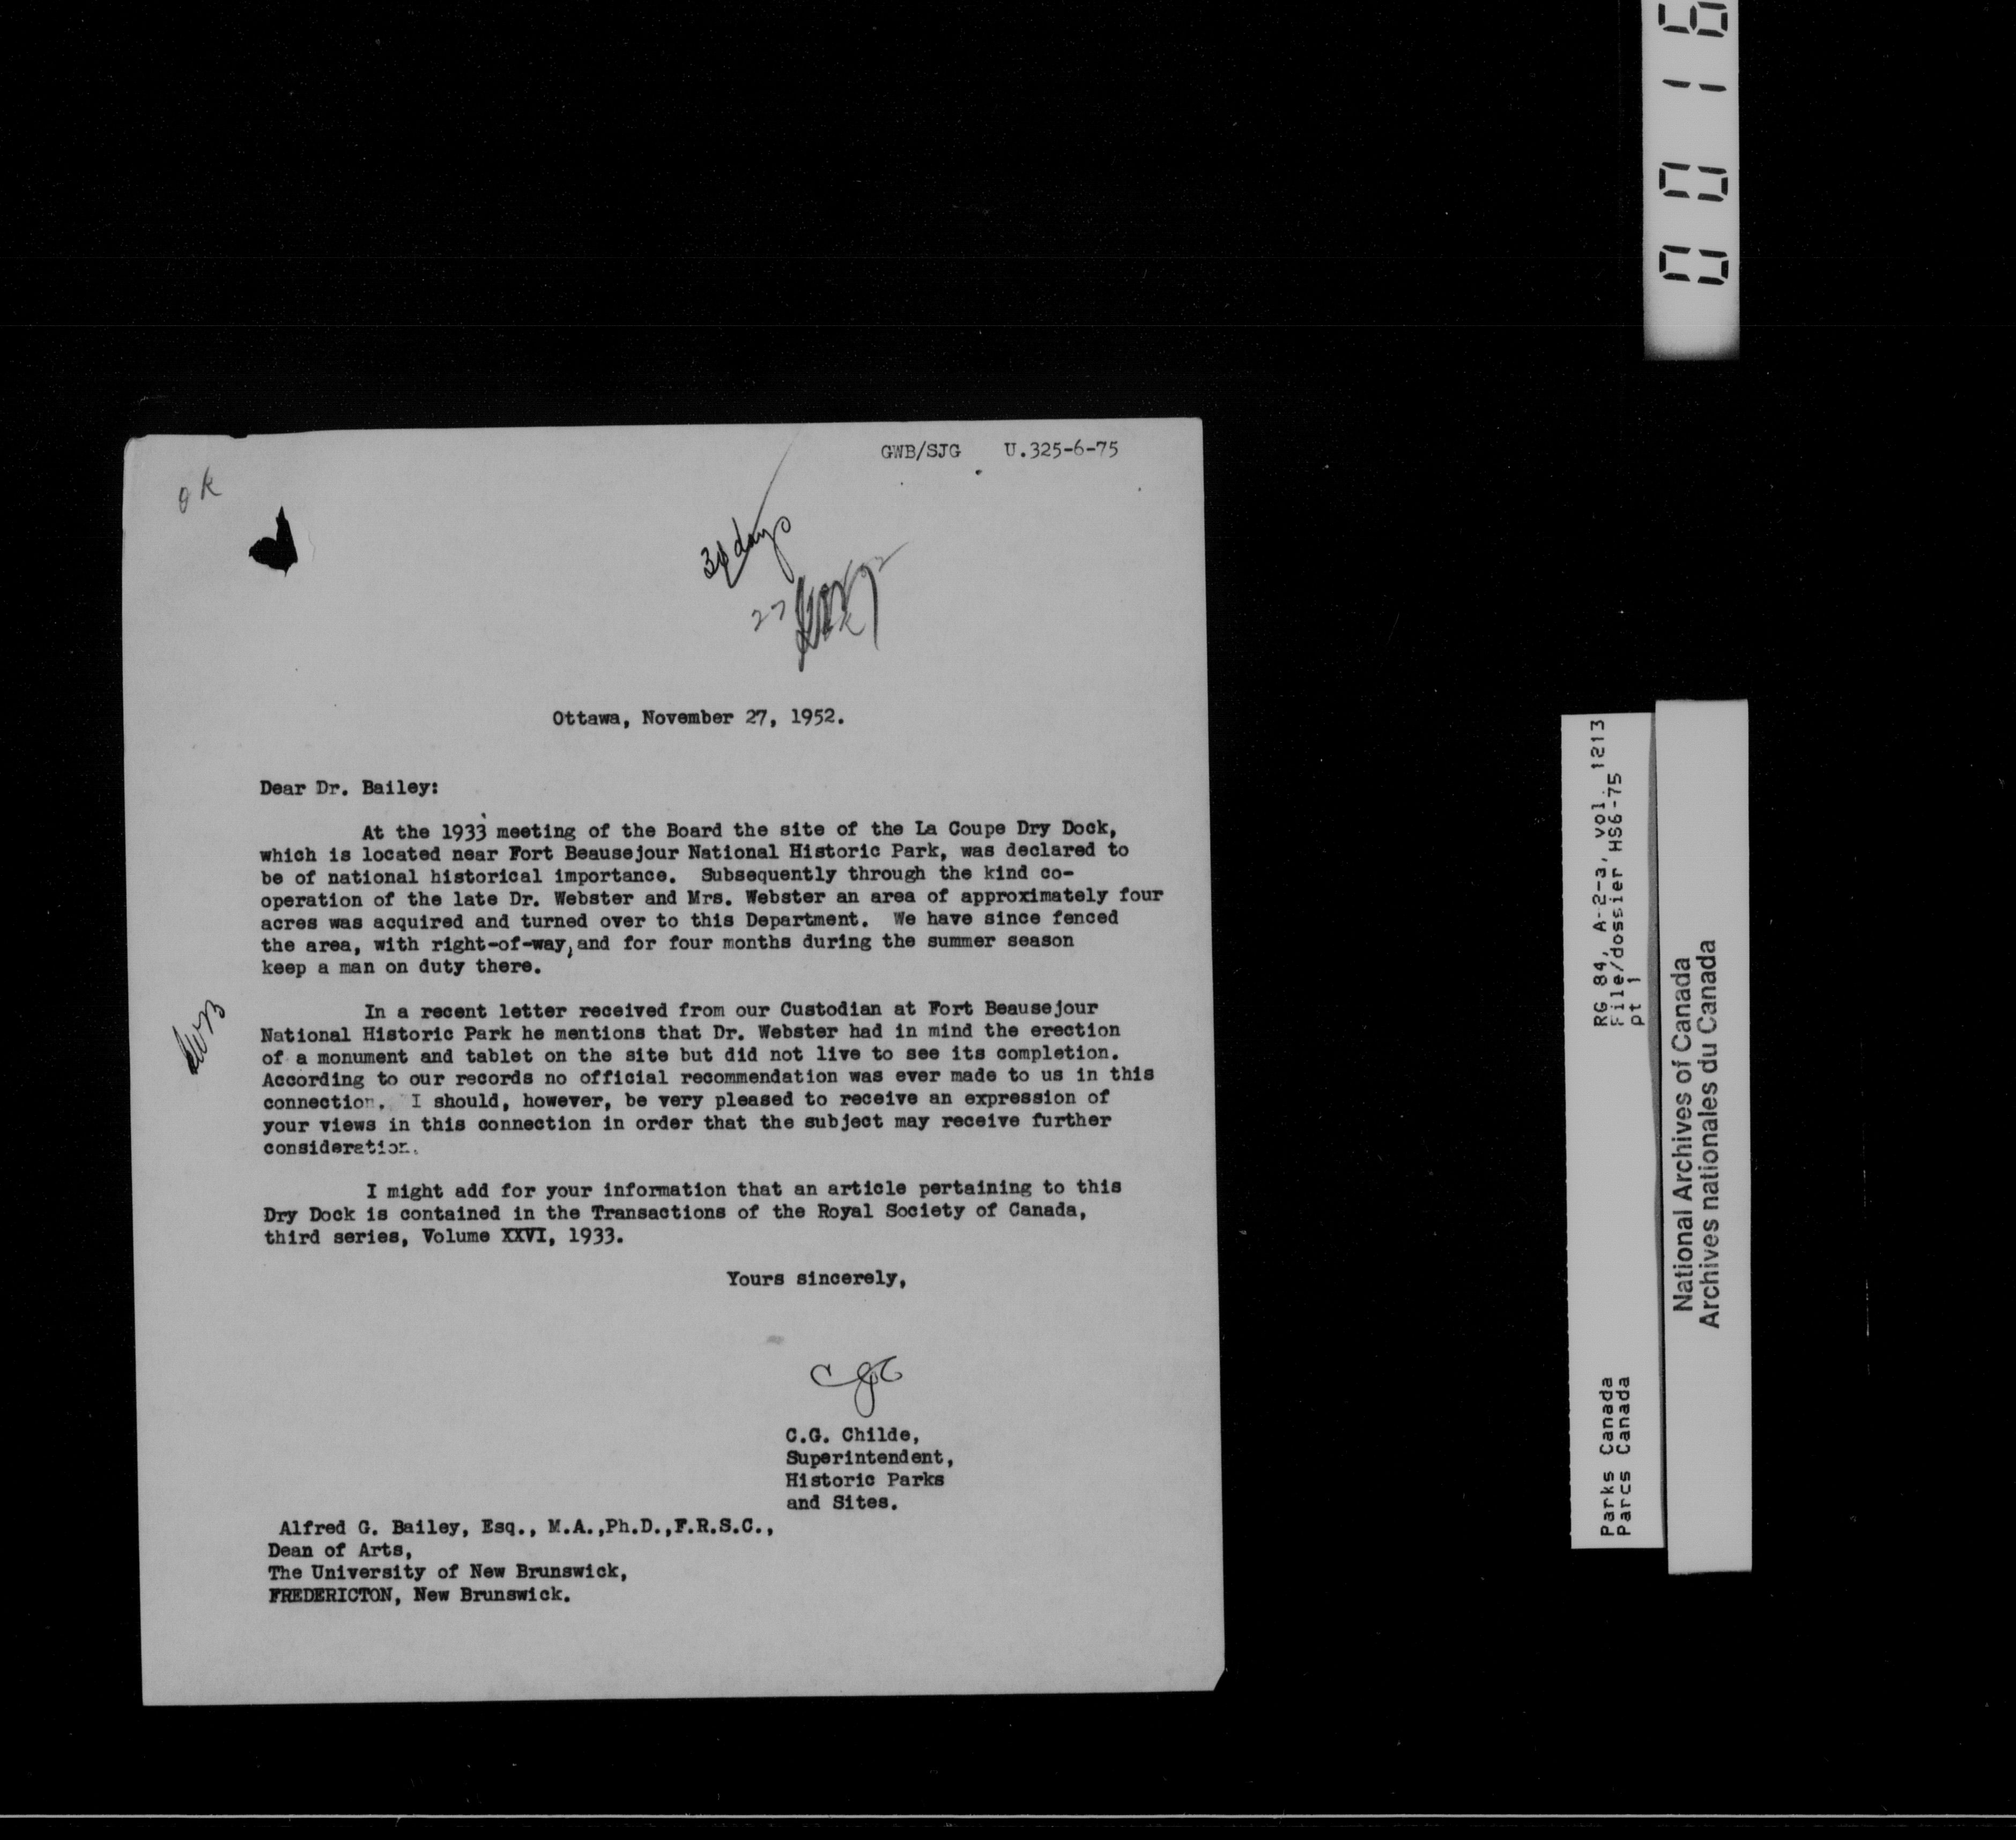 GWB/SJG U.325-6-75
ok
30 days
27
Ottawa, November 27, 1952.
Dear Dr. Bailey:
At the 1933 meeting of the Board the site of the La Coupe Dry Dock,
which is located near Fort Beausejour National Historic Park, was declared to
be of national historical importance. Subsequently through the kind co-
operation of the late Dr. Webster and Mrs. Webster an area of approximately four
acres was acquired and turned over to this Department. We have since fenced
the area, with right-of-way, and for four months during the summer season
keep a man on duty there.
In a recent letter received from our Custodian at Fort Beausejour
National Historic Park he mentions that Dr. Webster had in mind the erection
of a monument and tablet on the site but did not live to see its completion.
According to our records no official recommendation was ever made to us in this
connection. I should, however, be very pleased to receive an expression of
your views in this connection in order that the subject may receive further
consideration.
I might add for your information that an article pertaining to this
Dry Dock is contained in the Transactions of the Royal Society of Canada,
third series, Volume XXVI, 1933.
Yours sincerely,
CGC
C.G. Childe,
Superintendent,
Historic Parks
and Sites.
Alfred G. Bailey, Esq., M.A.,Ph.D.,F.R.S.C.,
Dean of Arts,
The University of New Brunswick,
FREDERICTON, New Brunswick.
0016
RG 84, A-2-3, vol. 1213
File/dossier HS6-75
pt 1
Parks Canada
Parcs Canada
National Archives of Canada
Archives nationales du Canada